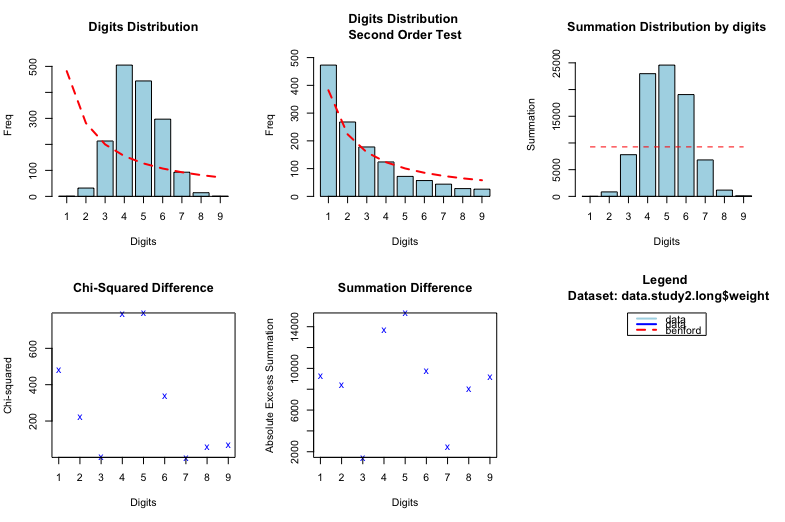 Digits Distribution
Freq
0 100 300 500
1 2 3 4 5 6 7 8 9
Digits
Digits Distribution
Second Order Test
Freq
0 100 200 300 400 500
1 2 3 4 5 6 7 8 9
Digits
Summation Distribution by digits
Summation
0 5000 15000 25000
1 2 3 4 5 6 7 8 9
Digits
Chi-Squared Difference
Chi-squared
200 400 600
1 2 3 4 5 6 7 8 9
Digits
Summation Difference
Absolute Excess Summation
2000 6000 10000 14000
1 2 3 4 5 6 7 8 9
Digits
Legend
Dataset: data.study2.long$weight
data
data
benford